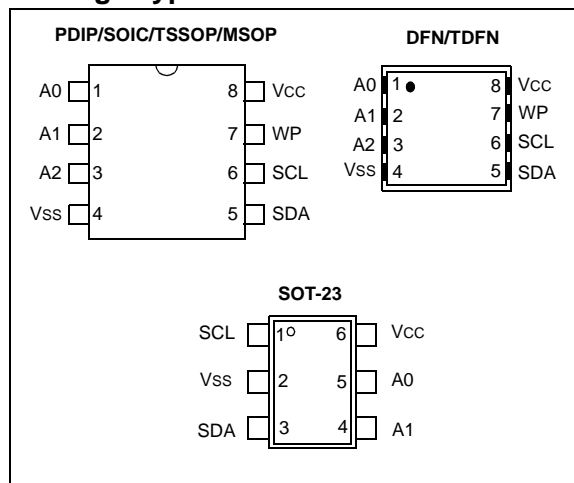 PDIP/SOIC/TSSOP/MSOP
A0 1 8 VCC
A1 2 7 WP
A2 3 6 SCL
VSS 4 5 SDA
DFN/TDFN
A0 1 8 VCC
A1 2 7 WP
A2 3 6 SCL
VSS 4 5 SDA
SOT-23
SCL 1 6 VCC
VSS 2 5 A0
SDA 3 4 A1